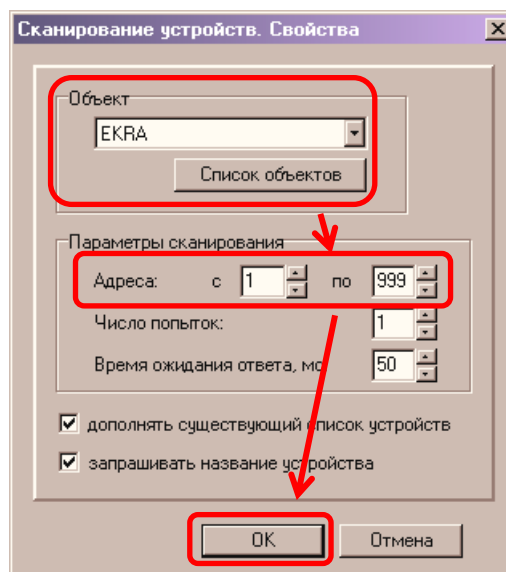 Сканирование устройств. Свойства
Объект
EKRA
Список объектов
Параметры сканирования
Адреса: с 1 по 999
Число попыток: 1
Время ожидания ответа, мс 50
дополнять существующий список устройств
запрашивать название устройства
OK Отмена